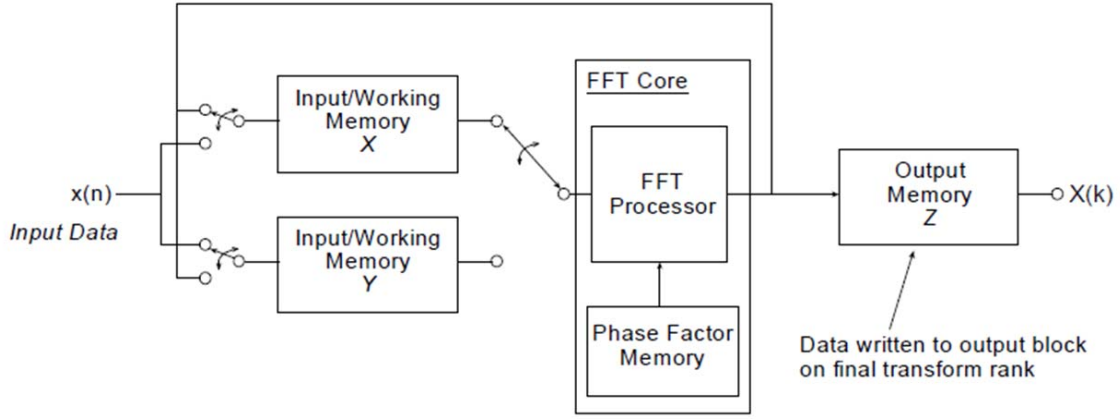 FFT Core
Input/Working
Memory
X
FFT
Processor
Output
Memory
Z
x(n)
X(k)
Input Data
Input/Working
Memory
Y
Phase Factor
Memory
Data written to output block
on final transform rank